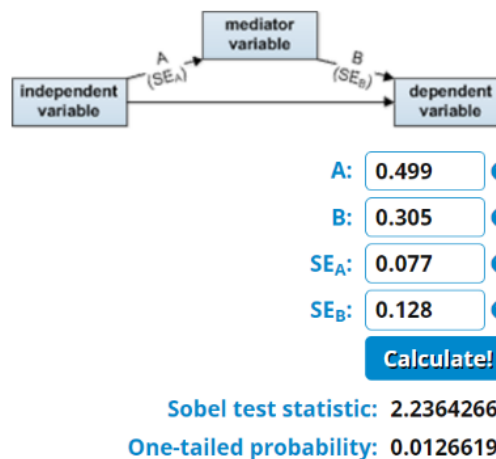 mediator
variable
A
(SEA)
B
(SEB)
independent
variable
dependent
variable
A: 0.499
B: 0.305
SEA: 0.077
SEB: 0.128
Calculate!
Sobel test statistic: 2.2364266
One-tailed probability: 0.0126619